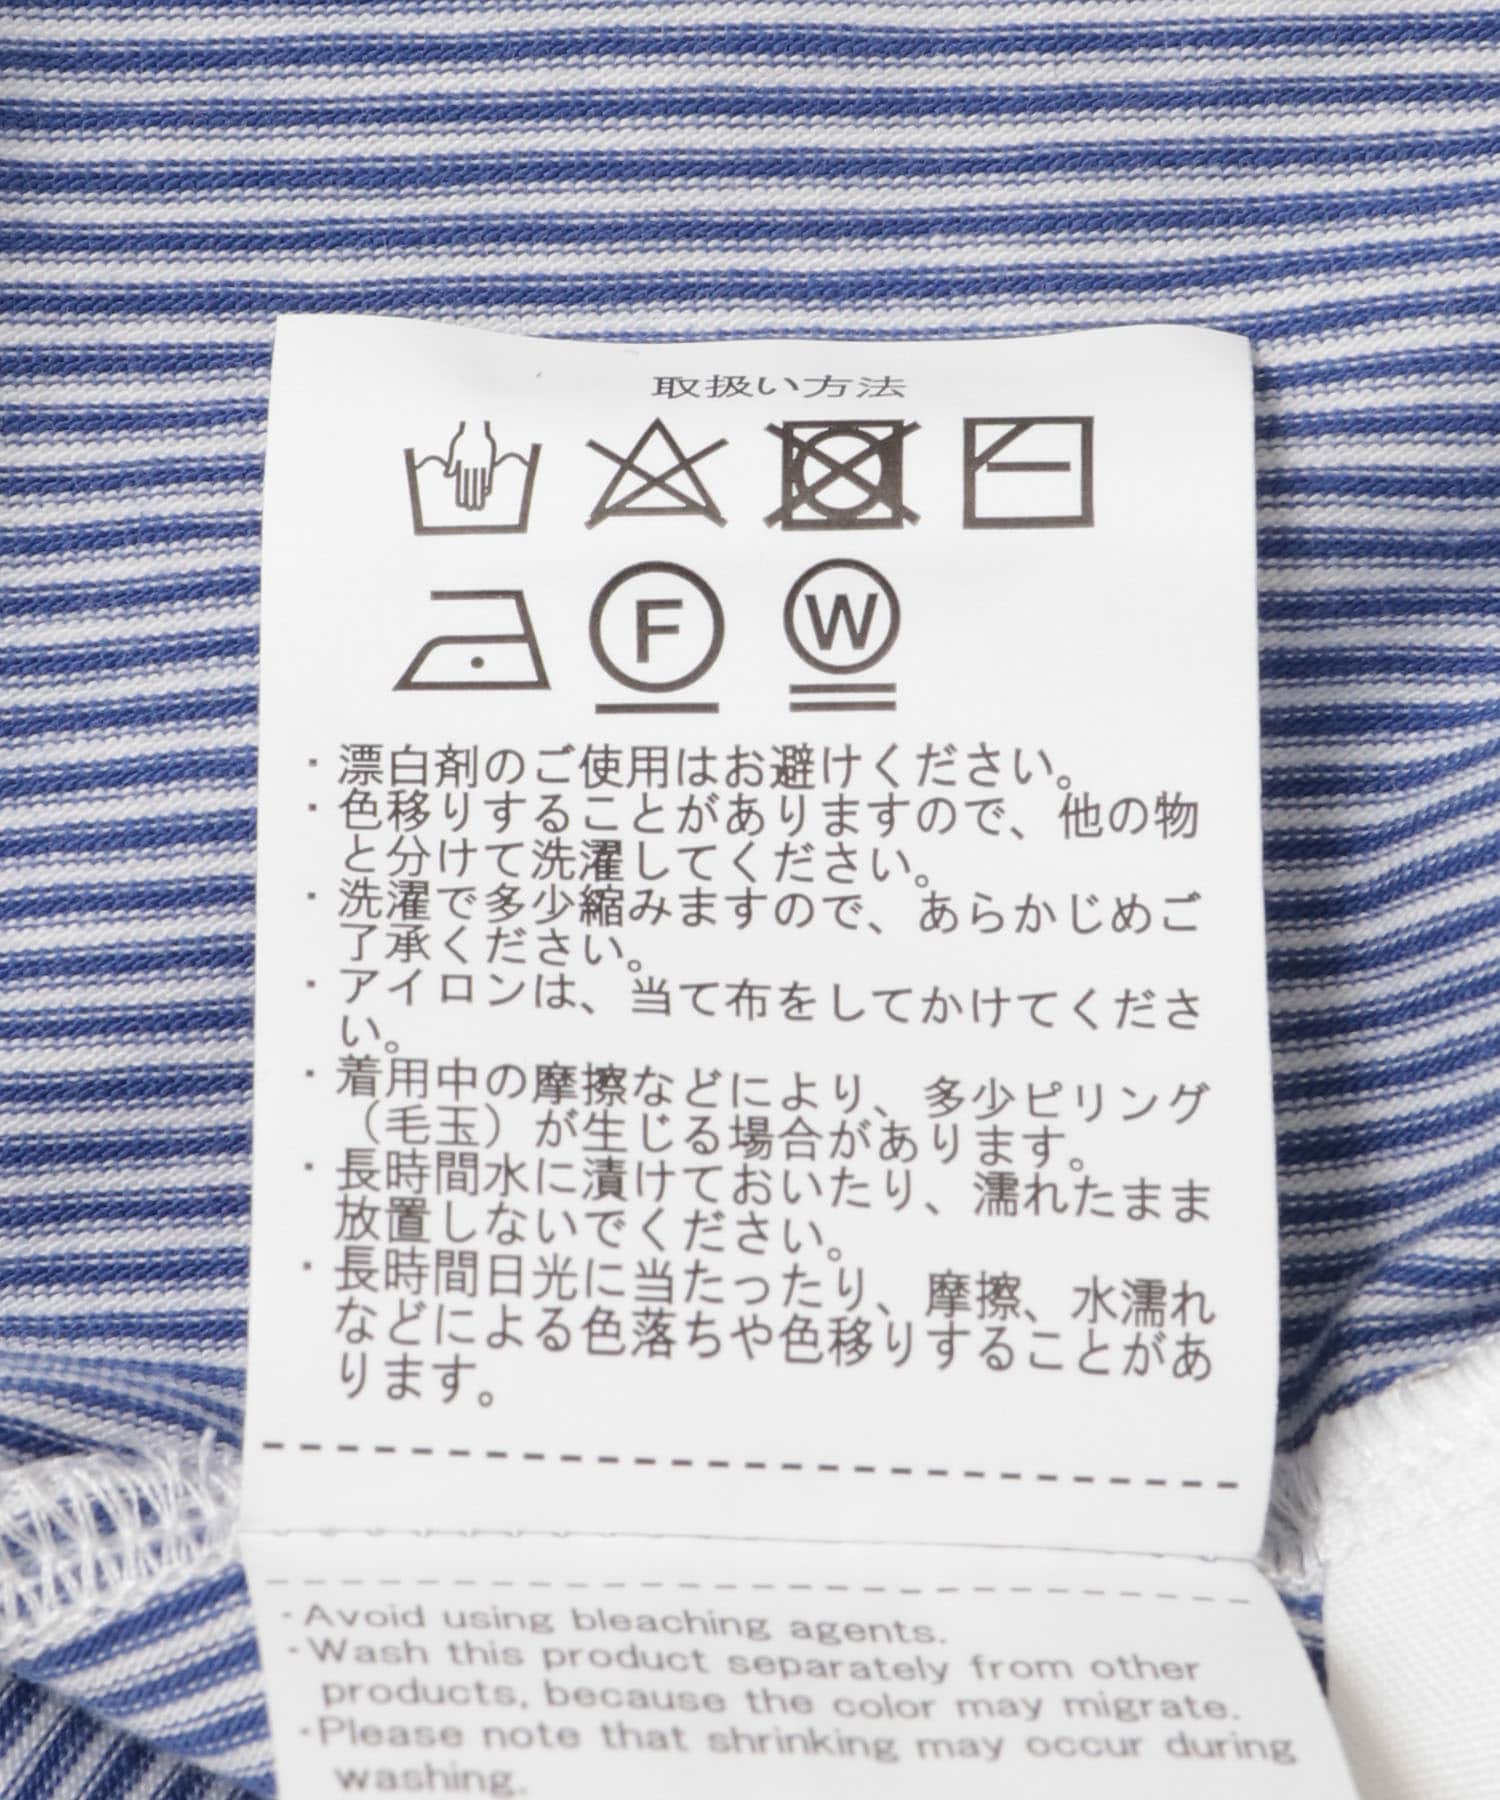 取扱い方法
F W
・漂白剤のご使用はお避けください。
・色移りすることがありますので、他の物
と分けて洗濯してください。
・洗濯で多少縮みますので、あらかじめご
了承ください。
・アイロンは、当て布をしてかけてくださ
い。
・着用中の摩擦などにより、多少ピリング
（毛玉）が生じる場合があります。
・長時間水に漬けておいたり、濡れたまま
放置しないでください。
・長時間日光に当たったり、摩擦、水濡れ
などによる色落ちや色移りすることがあ
ります。
・Avoid using bleaching agents.
・Wash this product separately from other
products, because the color may migrate.
・Please note that shrinking may occur during
washing.